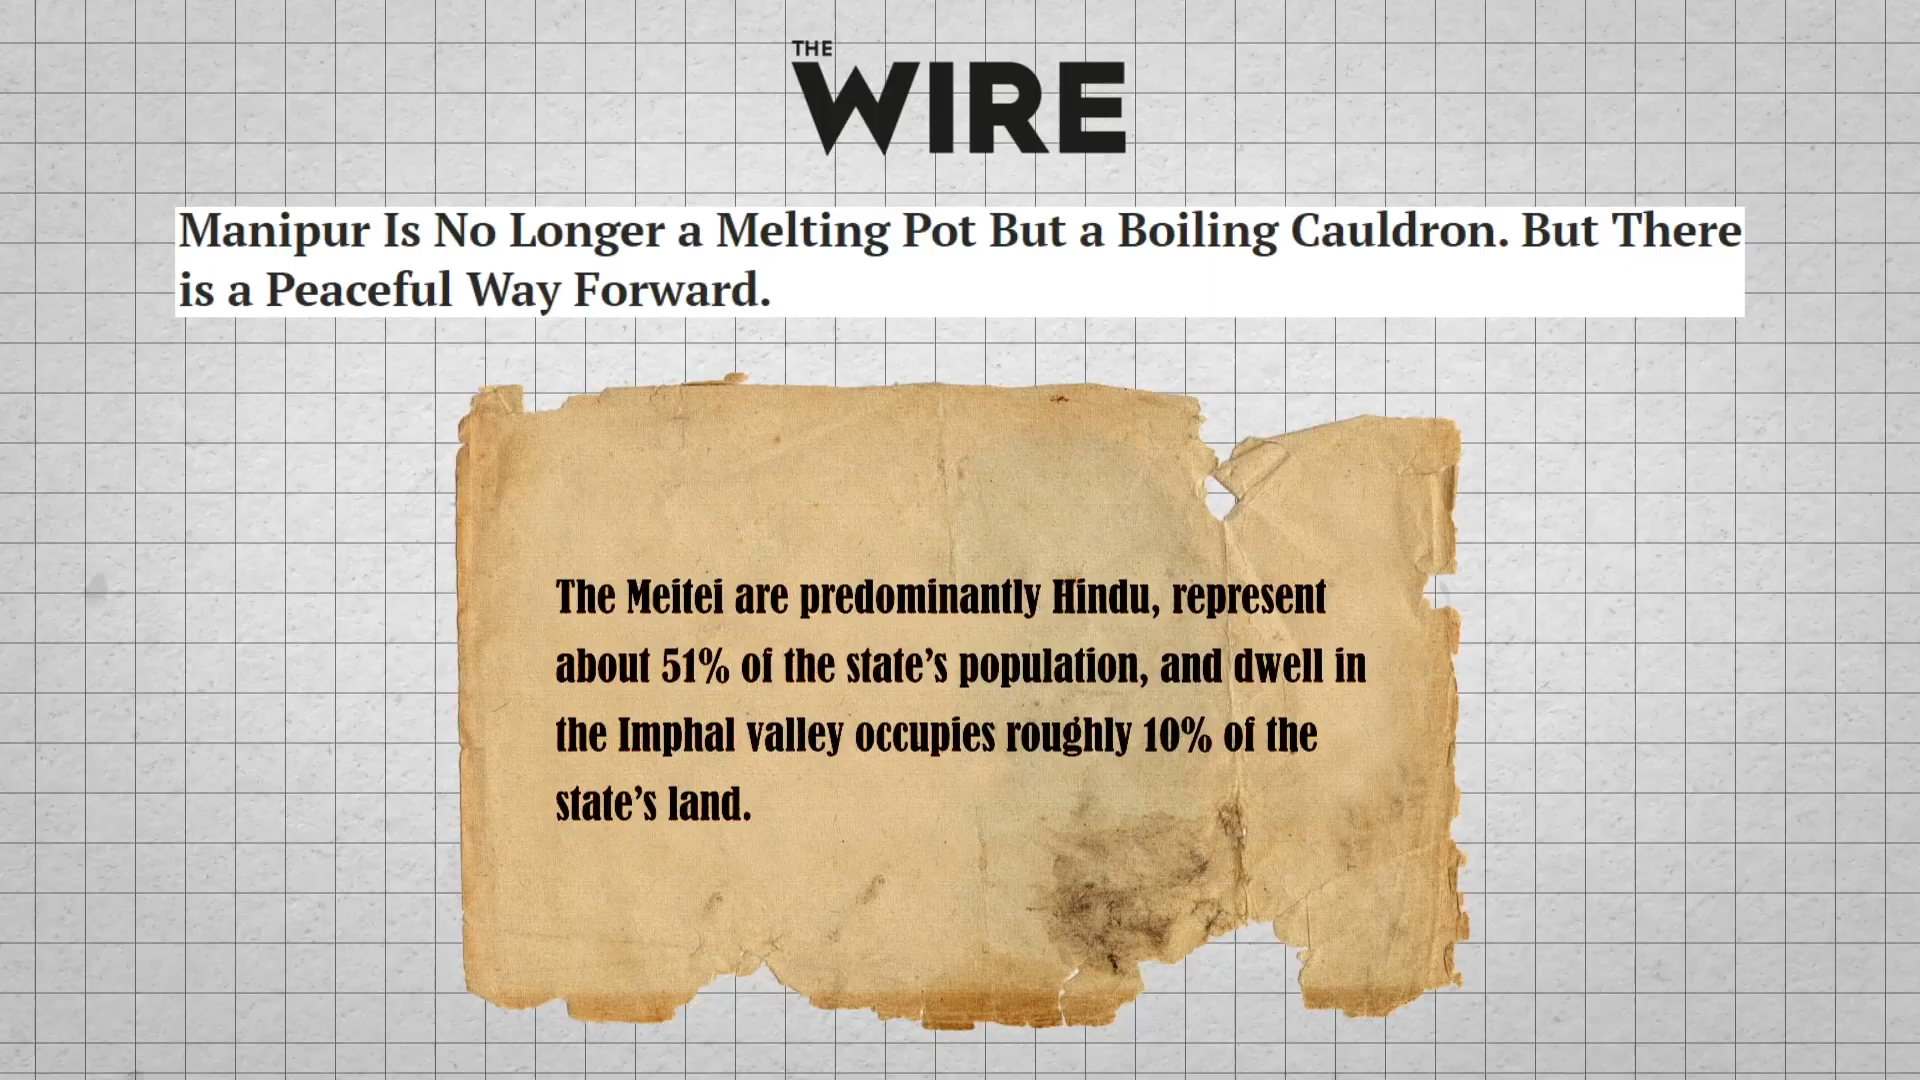 THE
WIRE
Manipur Is No Longer a Melting Pot But a Boiling Cauldron. But There
is a Peaceful Way Forward.
The Meitei are predominantly Hindu, represent
about 51% of the state’s population, and dwell in
the Imphal valley occupies roughly 10% of the
state’s land.